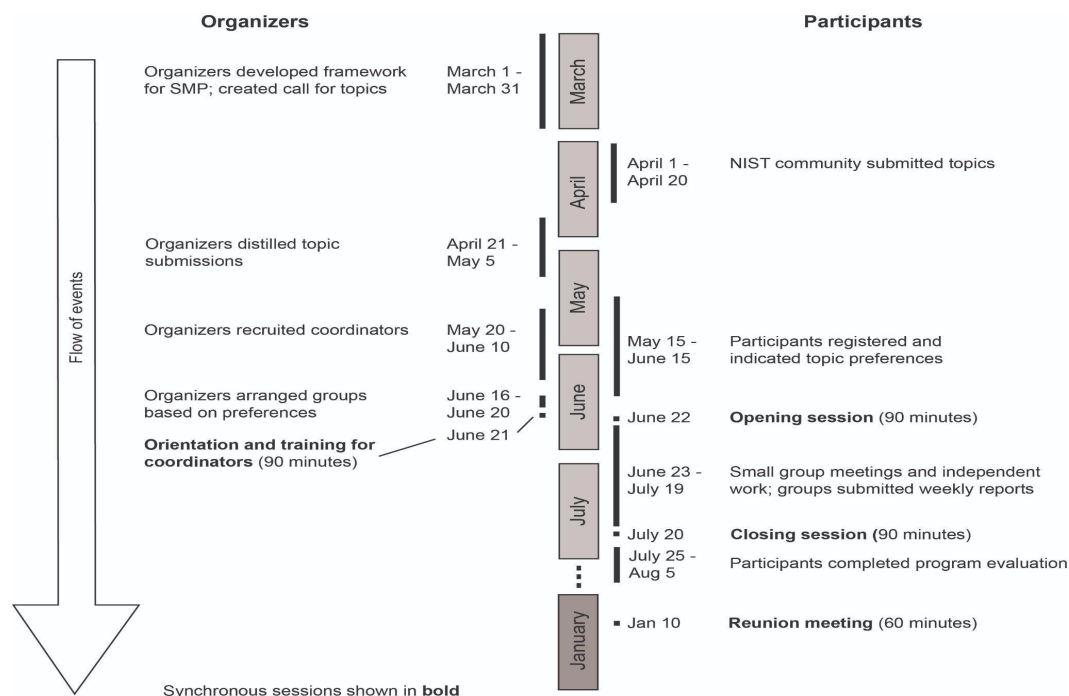 Organizers
Participants
Flow of events
Organizers developed framework
for SMP; created call for topics
March 1 -
March 31
March
April 1 -
April 20
NIST community submitted topics
April
Organizers distilled topic
submissions
April 21 -
May 5
May
Organizers recruited coordinators
May 20 -
June 10
May 15 -
June 15
Participants registered and
indicated topic preferences
June
Organizers arranged groups
based on preferences
June 16 -
June 20
Orientation and training for
coordinators (90 minutes)
June 21
June 22
Opening session (90 minutes)
June 23 -
July 19
Small group meetings and independent
work; groups submitted weekly reports
July
July 20
Closing session (90 minutes)
July 25 -
Aug 5
Participants completed program evaluation
January
Jan 10
Reunion meeting (60 minutes)
Synchronous sessions shown in bold